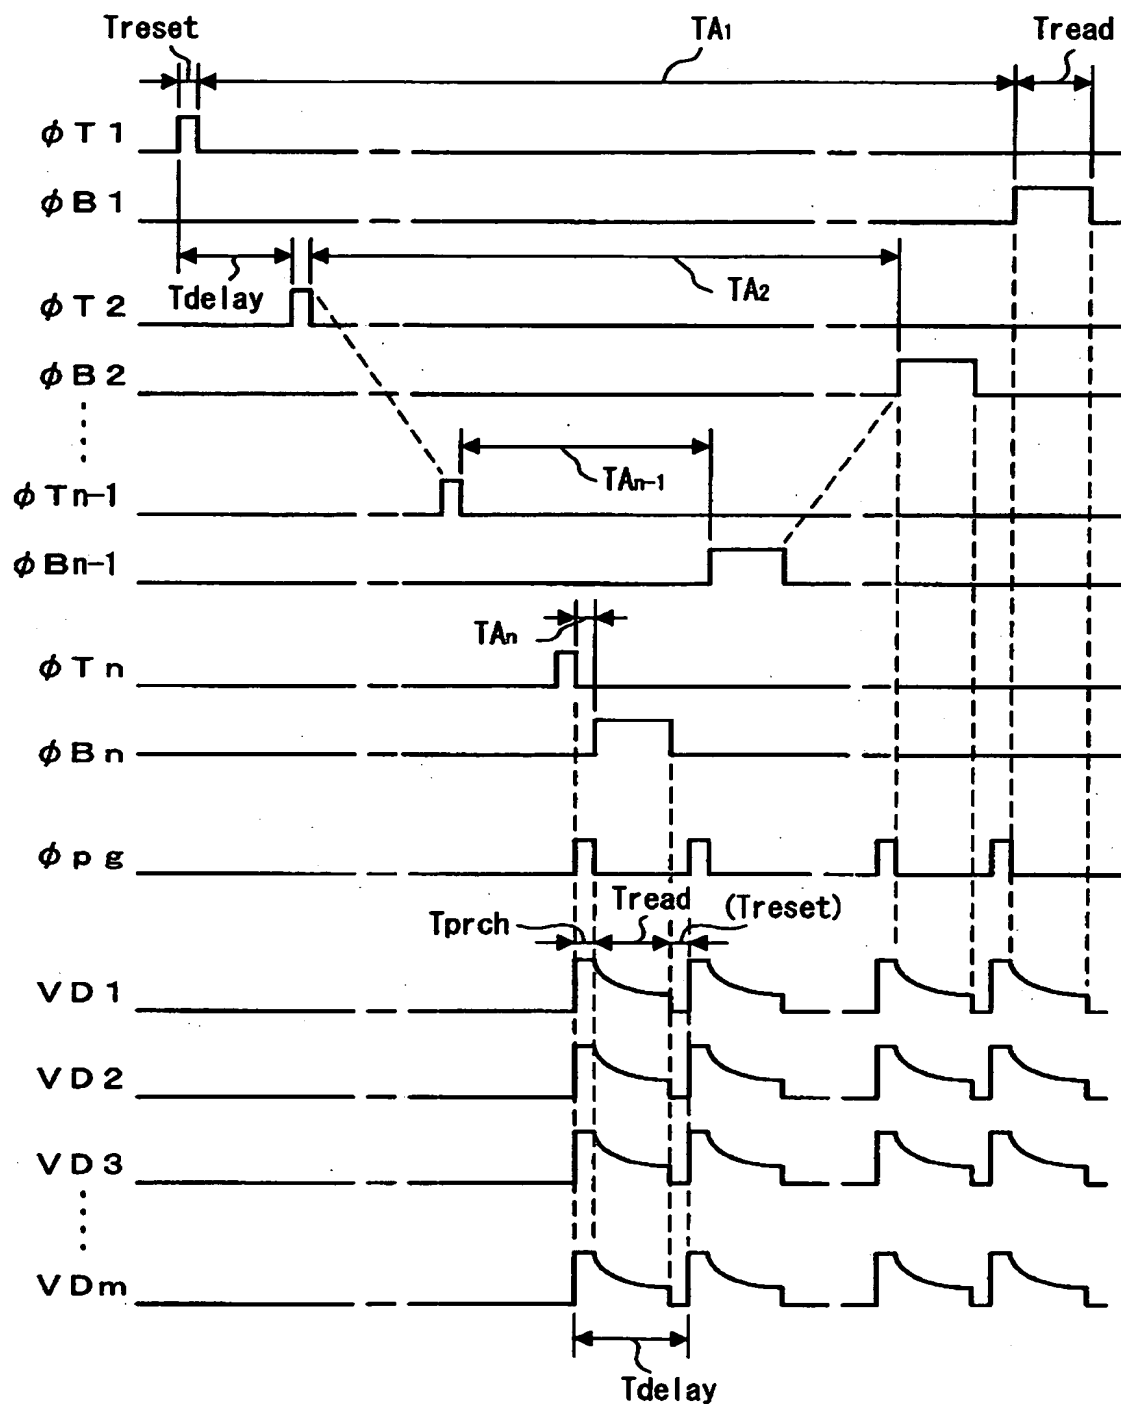 Treset TA1 Tread
φT1
φB1
Tdelay TA2
φT2
φB2
TAn-1
φTn-1
φBn-1
TAn
φTn
φBn
φpg
Tprch Tread (Treset)
VD1
VD2
VD3
VDm
Tdelay